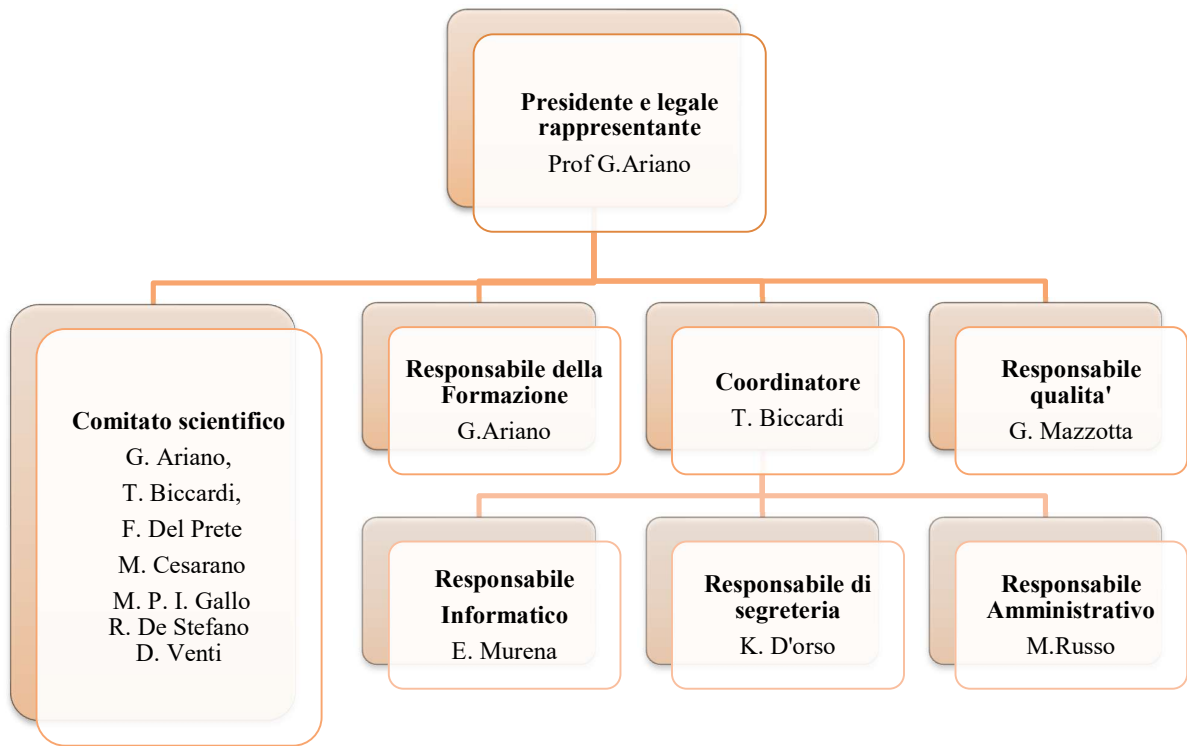 Presidente e legale
rappresentante
Prof G.Ariano
Comitato scientifico
G. Ariano,
T. Biccardi,
F. Del Prete
M. Cesarano
M. P. I. Gallo
R. De Stefano
D. Venti
Responsabile della
Formazione
G.Ariano
Coordinatore
T. Biccardi
Responsabile
qualita'
G. Mazzotta
Responsabile
Informatico
E. Murena
Responsabile di
segreteria
K. D'orso
Responsabile
Amministrativo
M.Russo